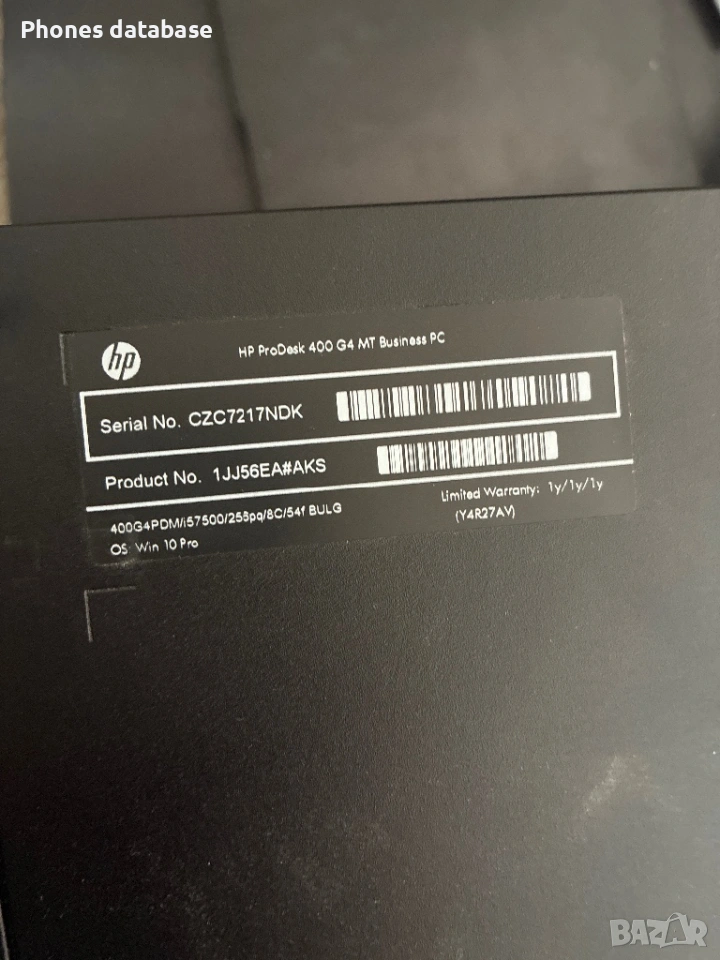 Phones database
hp
HP ProDesk 400 G4 MT Business PC
Serial No. CZC7217NDK
Product No. 1JJ56EA#AKS
400G4PDM/i57500/256pq/8C/54f BULG
Limited Warranty: 1y/1y/1y
OS: Win 10 Pro
(Y4R27AV)
BAZAR